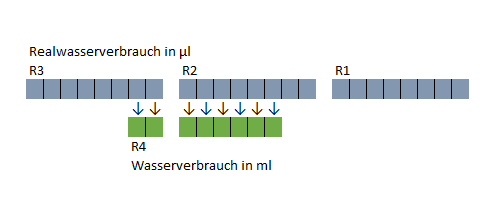 Realwasserverbrauch in µl
R3 R2 R1
R4
Wasserverbrauch in ml